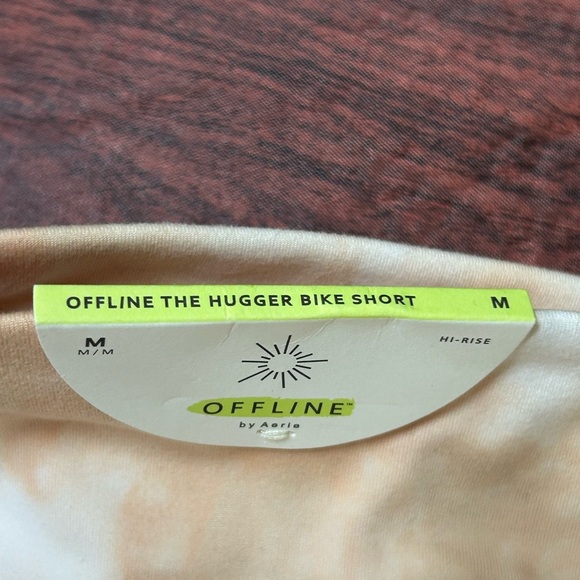 OFFLINE THE HUGGER BIKE SHORT M
M HI-RISE
M/M
OFFLINE™
by Aerie